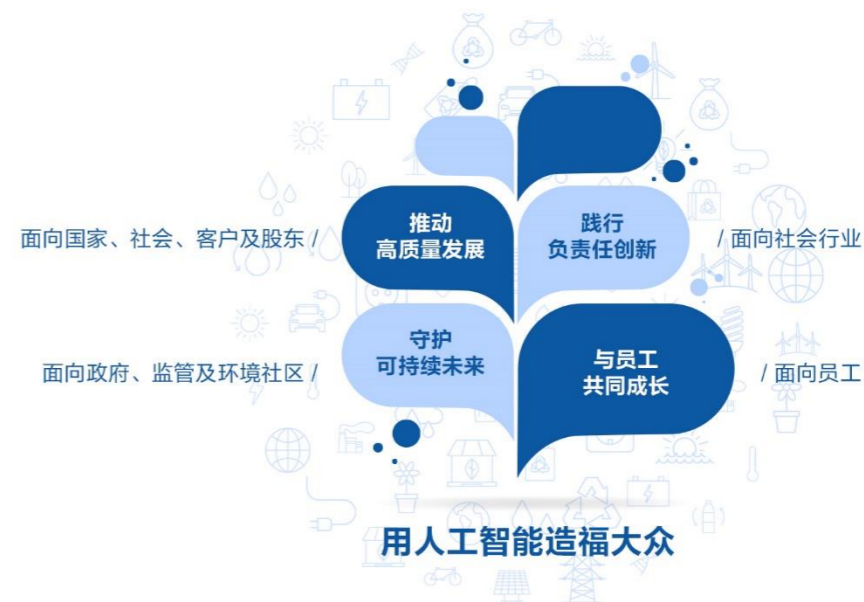 推动
高质量发展
践行
负责任创新
面向国家、社会、客户及股东 /
/ 面向社会行业
守护
可持续未来
与员工
共同成长
面向政府、监管及环境社区 /
/ 面向员工
用人工智能造福大众